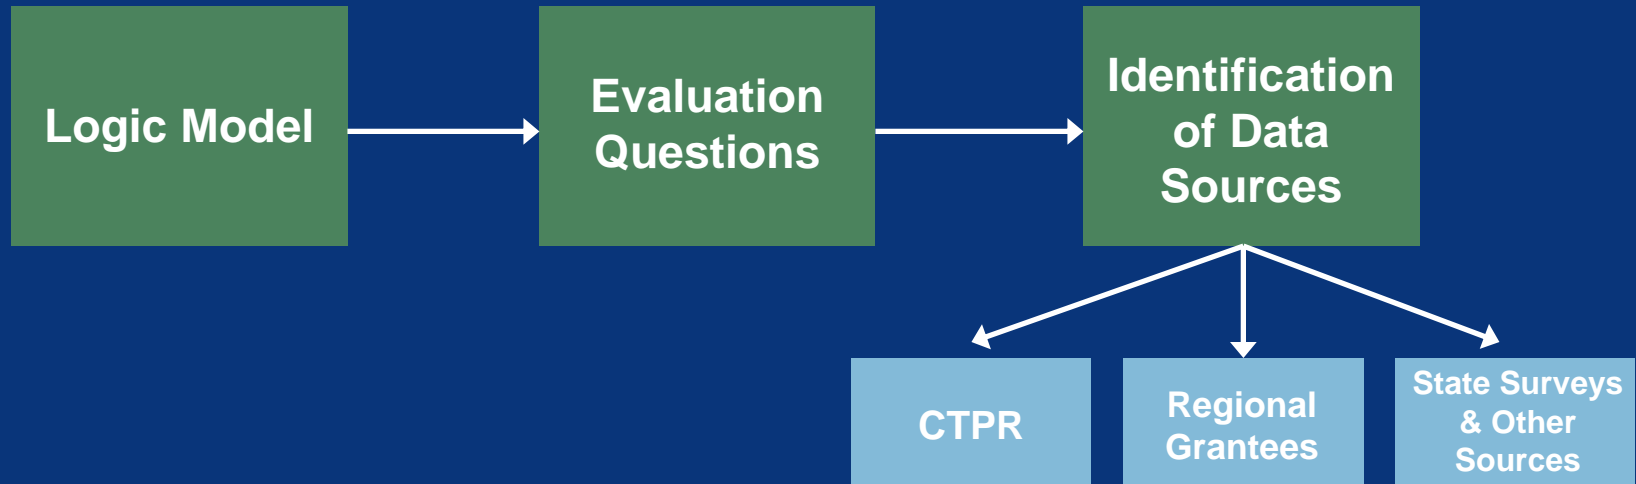 Logic Model
Evaluation
Questions
Identification
of Data
Sources
CTPR
Regional
Grantees
State Surveys
& Other
Sources